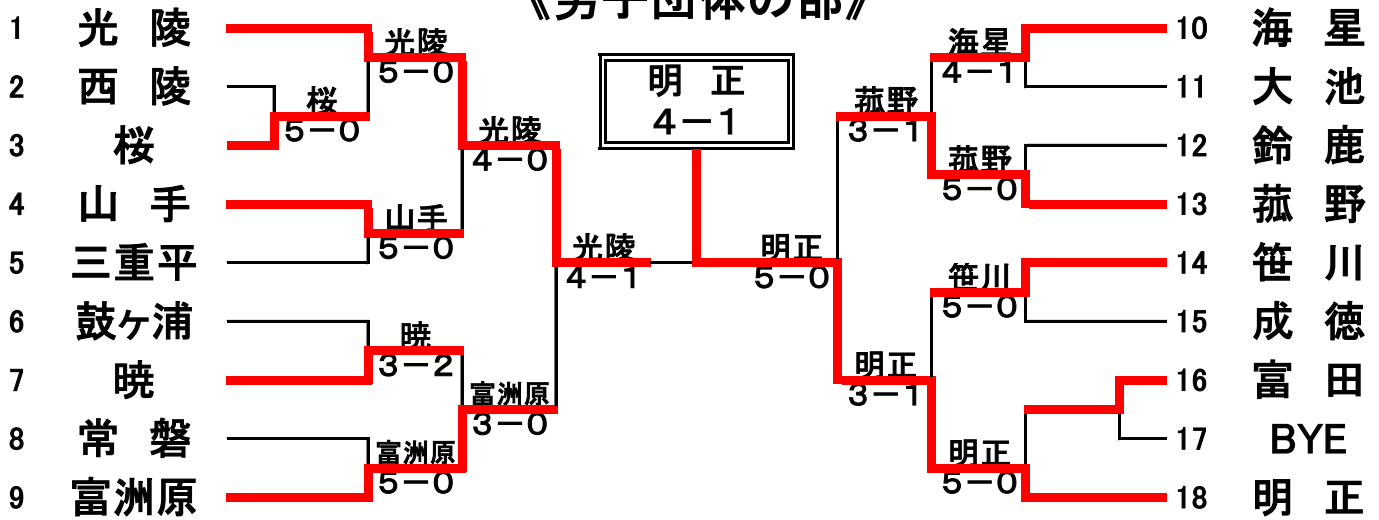 《男子団体の部》
1 光 陵
2 西 陵
3 桜
4 山 手
5 三重平
6 鼓ヶ浦
7 暁
8 常 磐
9 富洲原
桜
5－0
光陵
5－0
山手
5－0
暁
3－2
富洲原
5－0
光陵
4－0
富洲原
3－0
光陵
4－1
明 正
4－1
明正
5－0
菰野
3－1
明正
3－1
海星
4－1
菰野
5－0
笹川
5－0
明正
5－0
10 海 星
11 大 池
12 鈴 鹿
13 菰 野
14 笹 川
15 成 徳
16 富 田
17 BYE
18 明 正